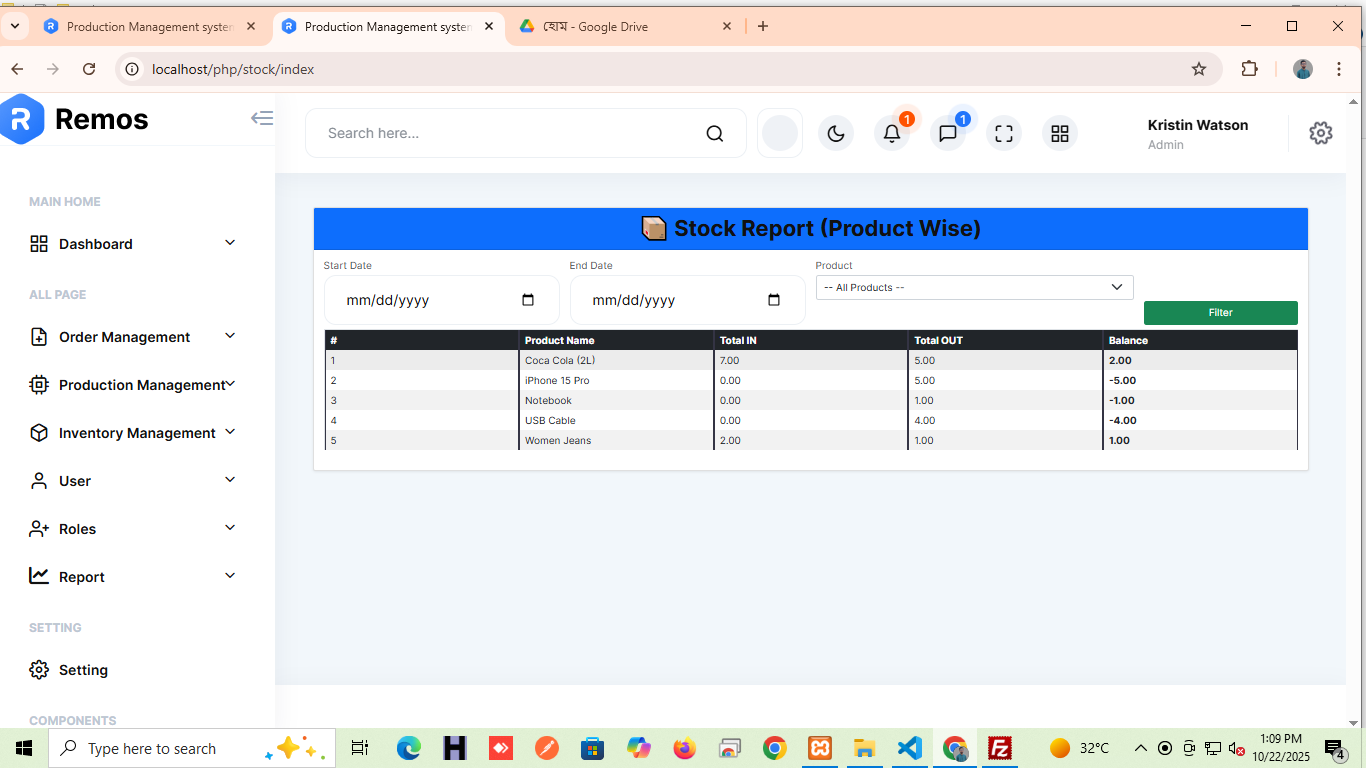 Production Management system
Production Management system
হোম - Google Drive
localhost/php/stock/index
R Remos
Search here...
1
1
Kristin Watson
Admin
MAIN HOME
Dashboard
ALL PAGE
Order Management
Production Management
Inventory Management
User
Roles
Report
SETTING
Setting
COMPONENTS
Stock Report (Product Wise)
Start Date End Date Product
mm/dd/yyyy mm/dd/yyyy -- All Products --
Filter
# Product Name Total IN Total OUT Balance
1 Coca Cola (2L) 7.00 5.00 2.00
2 iPhone 15 Pro 0.00 5.00 -5.00
3 Notebook 0.00 1.00 -1.00
4 USB Cable 0.00 4.00 -4.00
5 Women Jeans 2.00 1.00 1.00
Type here to search
32°C
1:09 PM
10/22/2025
4